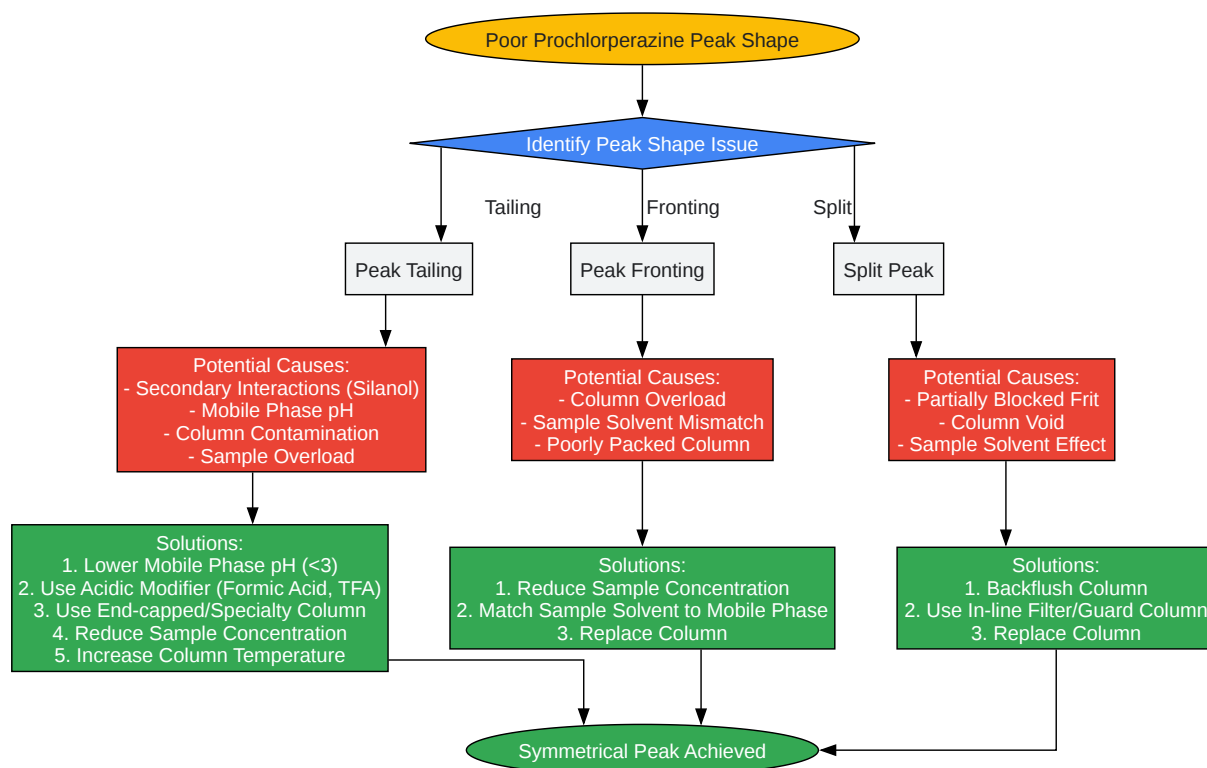 Poor Prochlorperazine Peak Shape
Identify Peak Shape Issue
Tailing
Fronting
Split
Peak Tailing
Peak Fronting
Split Peak
Potential Causes:
- Secondary Interactions (Silanol)
- Mobile Phase pH
- Column Contamination
- Sample Overload
Potential Causes:
- Column Overload
- Sample Solvent Mismatch
- Poorly Packed Column
Potential Causes:
- Partially Blocked Frit
- Column Void
- Sample Solvent Effect
Solutions:
1. Lower Mobile Phase pH (<3)
2. Use Acidic Modifier (Formic Acid, TFA)
3. Use End-capped/Specialty Column
4. Reduce Sample Concentration
5. Increase Column Temperature
Solutions:
1. Reduce Sample Concentration
2. Match Sample Solvent to Mobile Phase
3. Replace Column
Solutions:
1. Backflush Column
2. Use In-line Filter/Guard Column
3. Replace Column
Symmetrical Peak Achieved